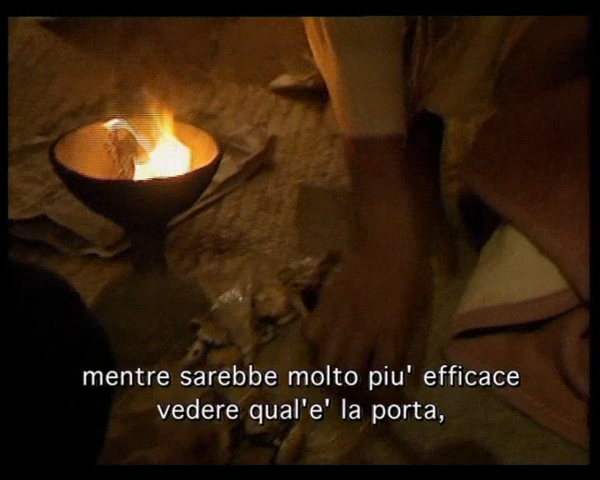 mentre sarebbe molto piu' efficace
vedere qual'e' la porta,